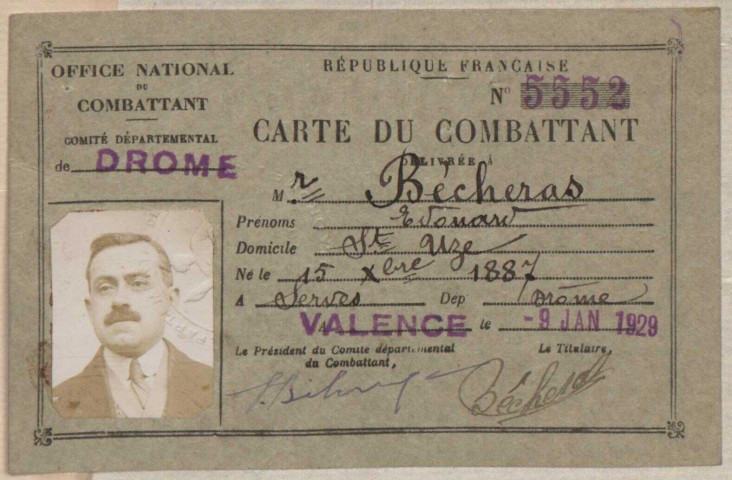 OFFICE NATIONAL
DU
COMBATTANT
COMITÉ DÉPARTEMENTAL
de DROME
RÉPUBLIQUE FRANÇAISE
N° 5552
CARTE DU COMBATTANT
DÉLIVRÉE À
Mr Bécheras
Prénoms Edouard
Domicile St Uze
Né le 15 Xbre 1887
A Serves Dep Drôme
A VALENCE le -9 JAN 1929
Le Président du Comité départemental
du Combattant,
Le Titulaire,
Bécheras